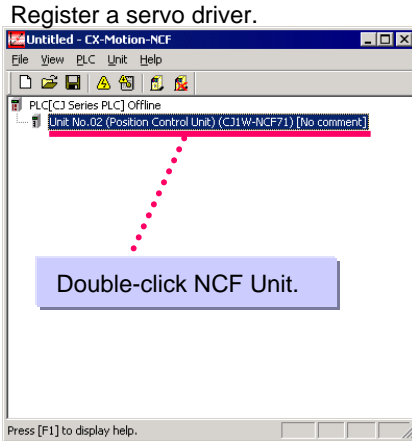 Register a servo driver.
Untitled - CX-Motion-NCF
File View PLC Unit Help
PLC[CJ Series PLC] Offline
Unit No.02 (Position Control Unit) (CJ1W-NCF71) [No comment]
Double-click NCF Unit.
Press [F1] to display help.